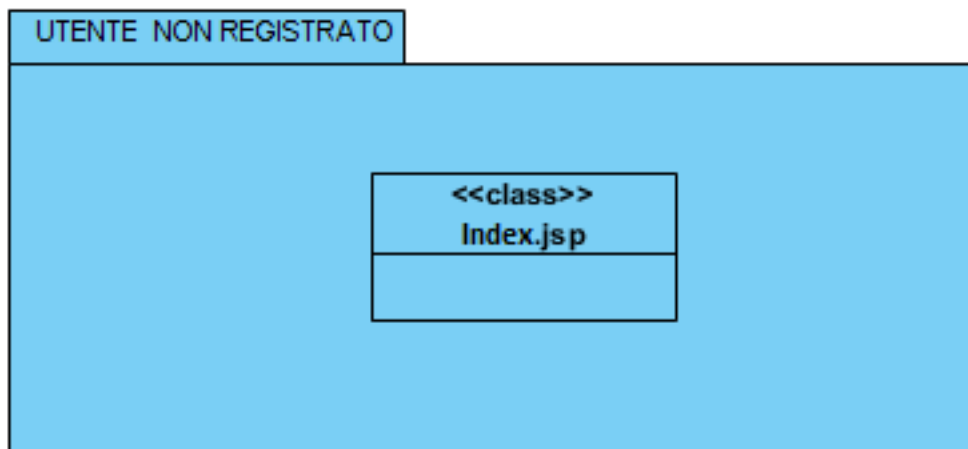 UTENTE NON REGISTRATO
<<class>>
Index.jsp